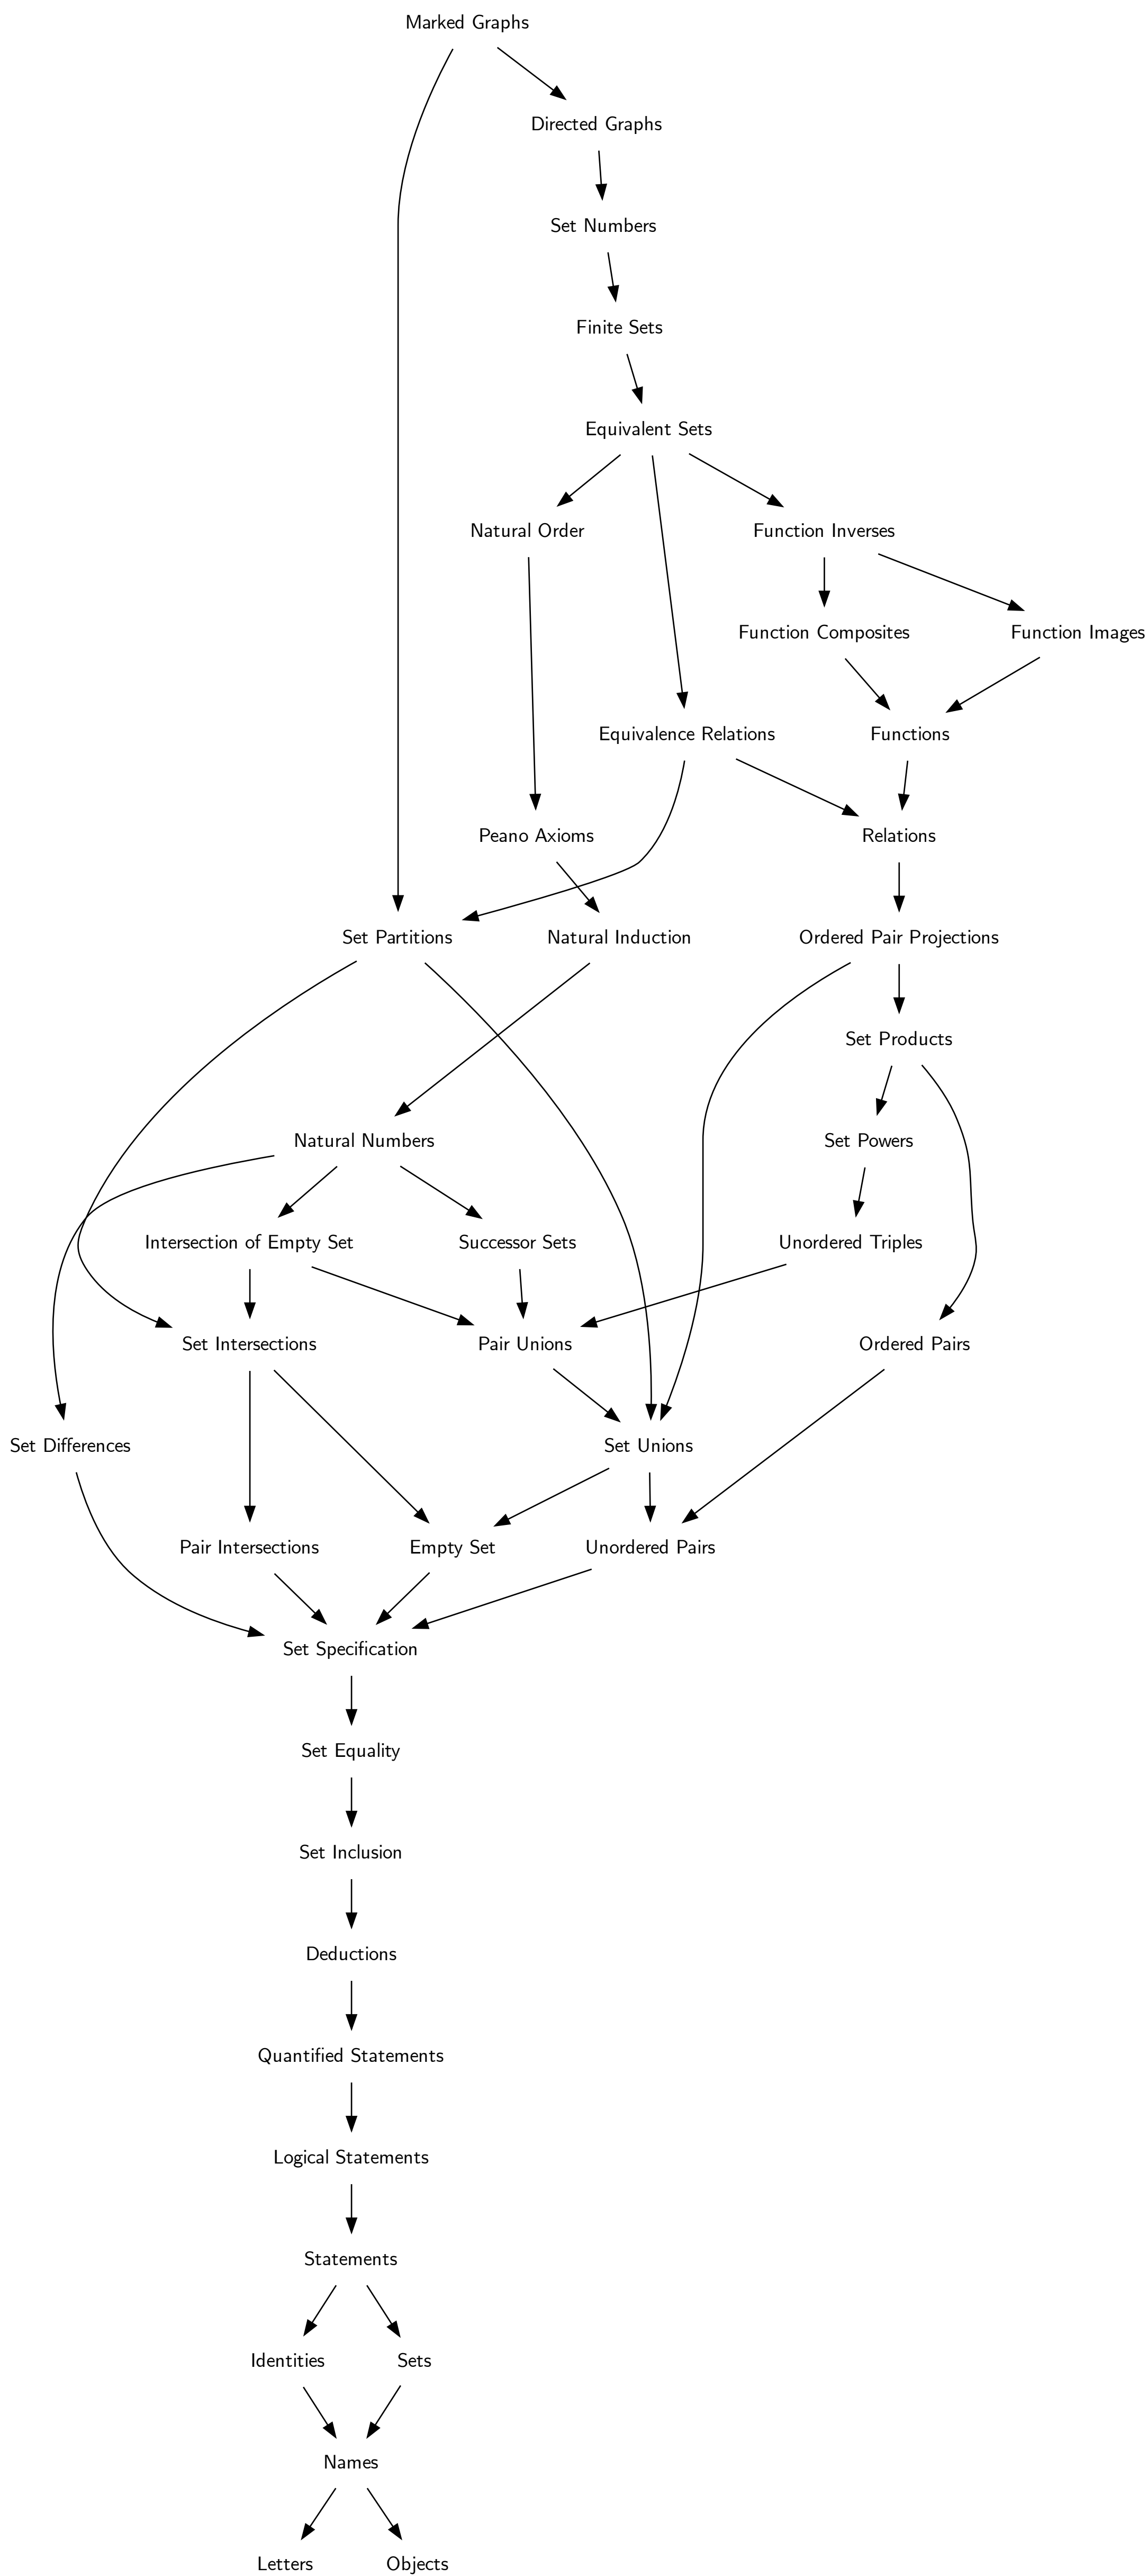 Marked Graphs
Directed Graphs
Set Numbers
Finite Sets
Equivalent Sets
Natural Order
Function Inverses
Function Composites
Function Images
Equivalence Relations
Functions
Peano Axioms
Relations
Set Partitions
Natural Induction
Ordered Pair Projections
Set Products
Natural Numbers
Set Powers
Intersection of Empty Set
Successor Sets
Unordered Triples
Set Intersections
Pair Unions
Ordered Pairs
Set Differences
Set Unions
Pair Intersections
Empty Set
Unordered Pairs
Set Specification
Set Equality
Set Inclusion
Deductions
Quantified Statements
Logical Statements
Statements
Identities
Sets
Names
Letters
Objects